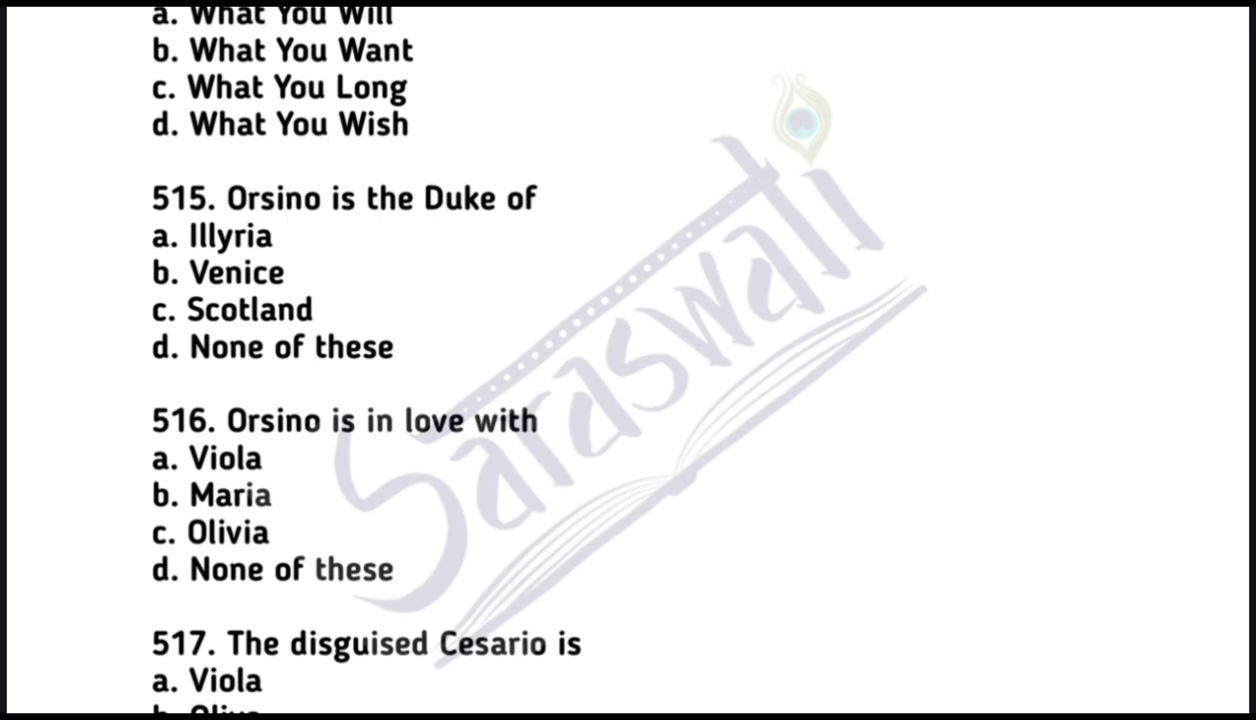 a. What You Will
b. What You Want
c. What You Long
d. What You Wish
515. Orsino is the Duke of
a. Illyria
b. Venice
c. Scotland
d. None of these
516. Orsino is in love with
a. Viola
b. Maria
c. Olivia
d. None of these
517. The disguised Cesario is
a. Viola
Saraswati